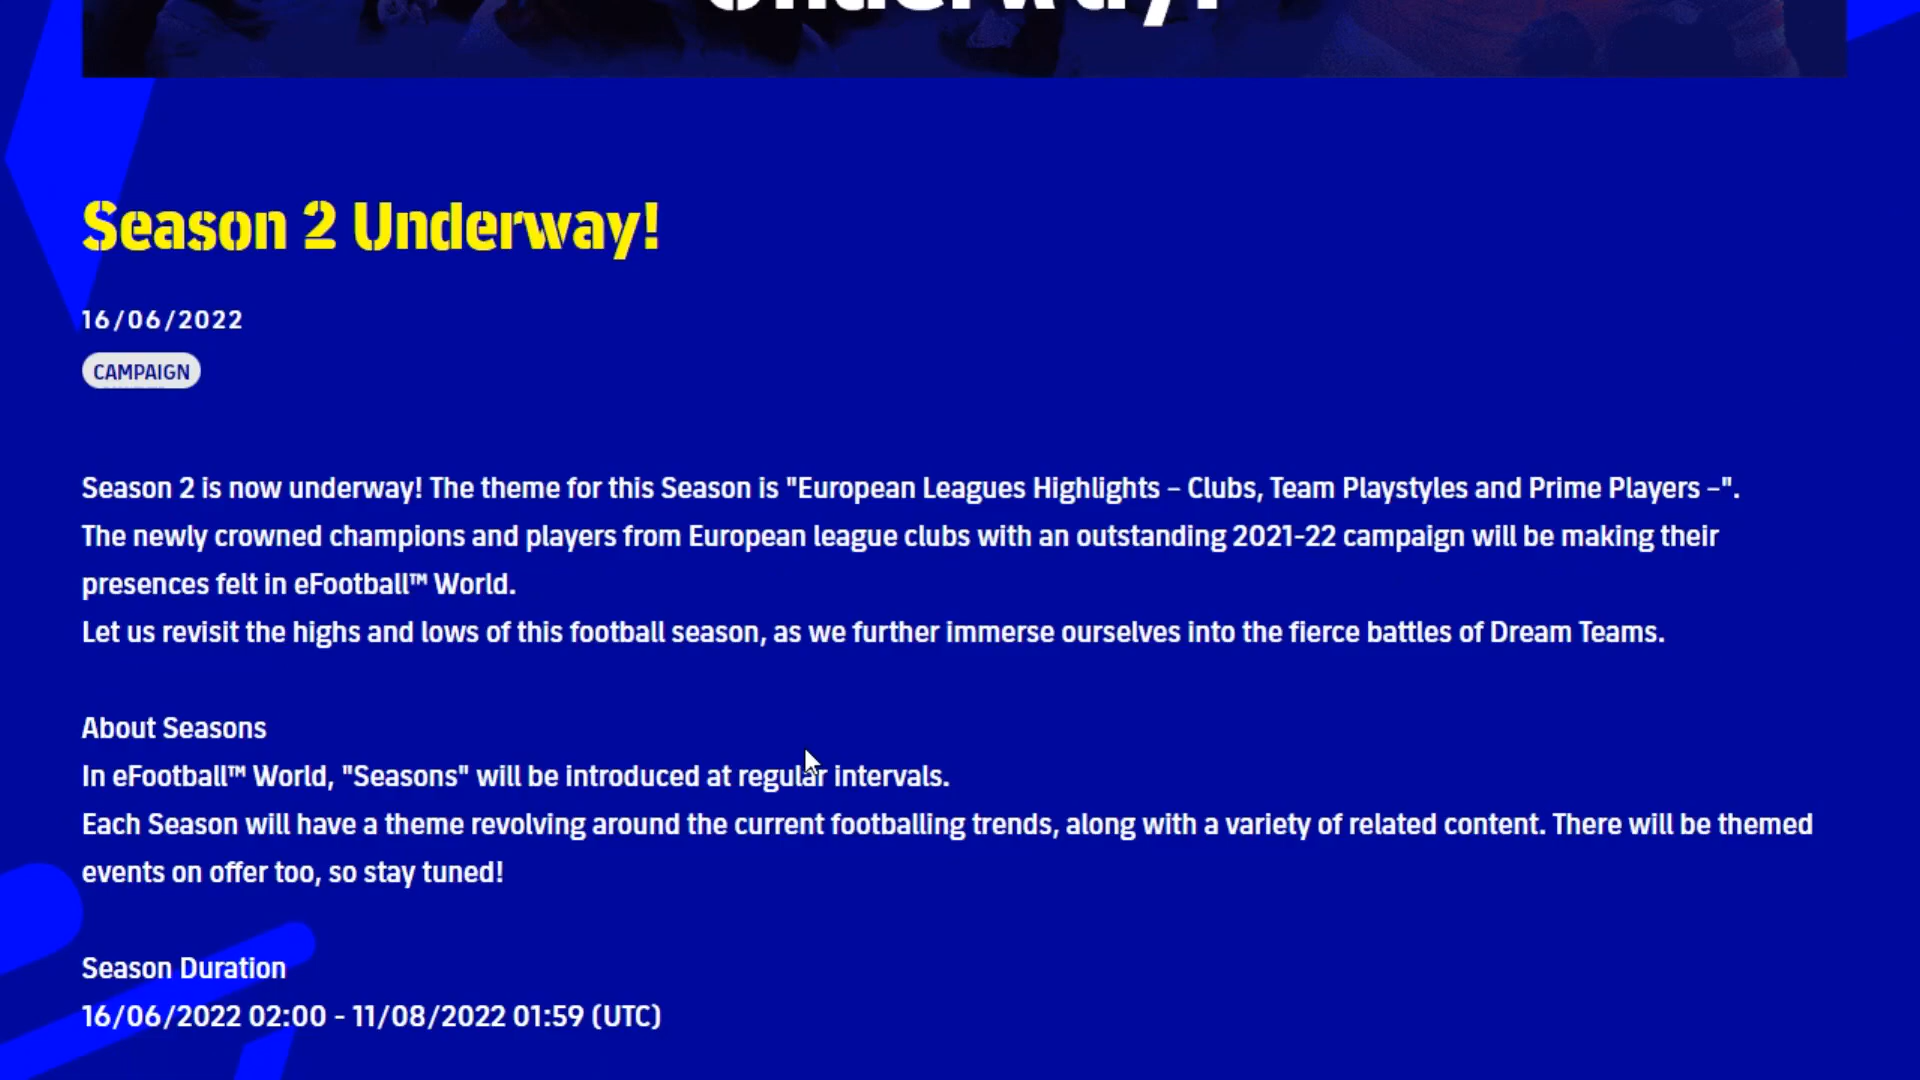 Underway!
Season 2 Underway!
16/06/2022
CAMPAIGN
Season 2 is now underway! The theme for this Season is "European Leagues Highlights – Clubs, Team Playstyles and Prime Players –".
The newly crowned champions and players from European league clubs with an outstanding 2021-22 campaign will be making their
presences felt in eFootball™ World.
Let us revisit the highs and lows of this football season, as we further immerse ourselves into the fierce battles of Dream Teams.
About Seasons
In eFootball™ World, "Seasons" will be introduced at regular intervals.
Each Season will have a theme revolving around the current footballing trends, along with a variety of related content. There will be themed
events on offer too, so stay tuned!
Season Duration
16/06/2022 02:00 - 11/08/2022 01:59 (UTC)